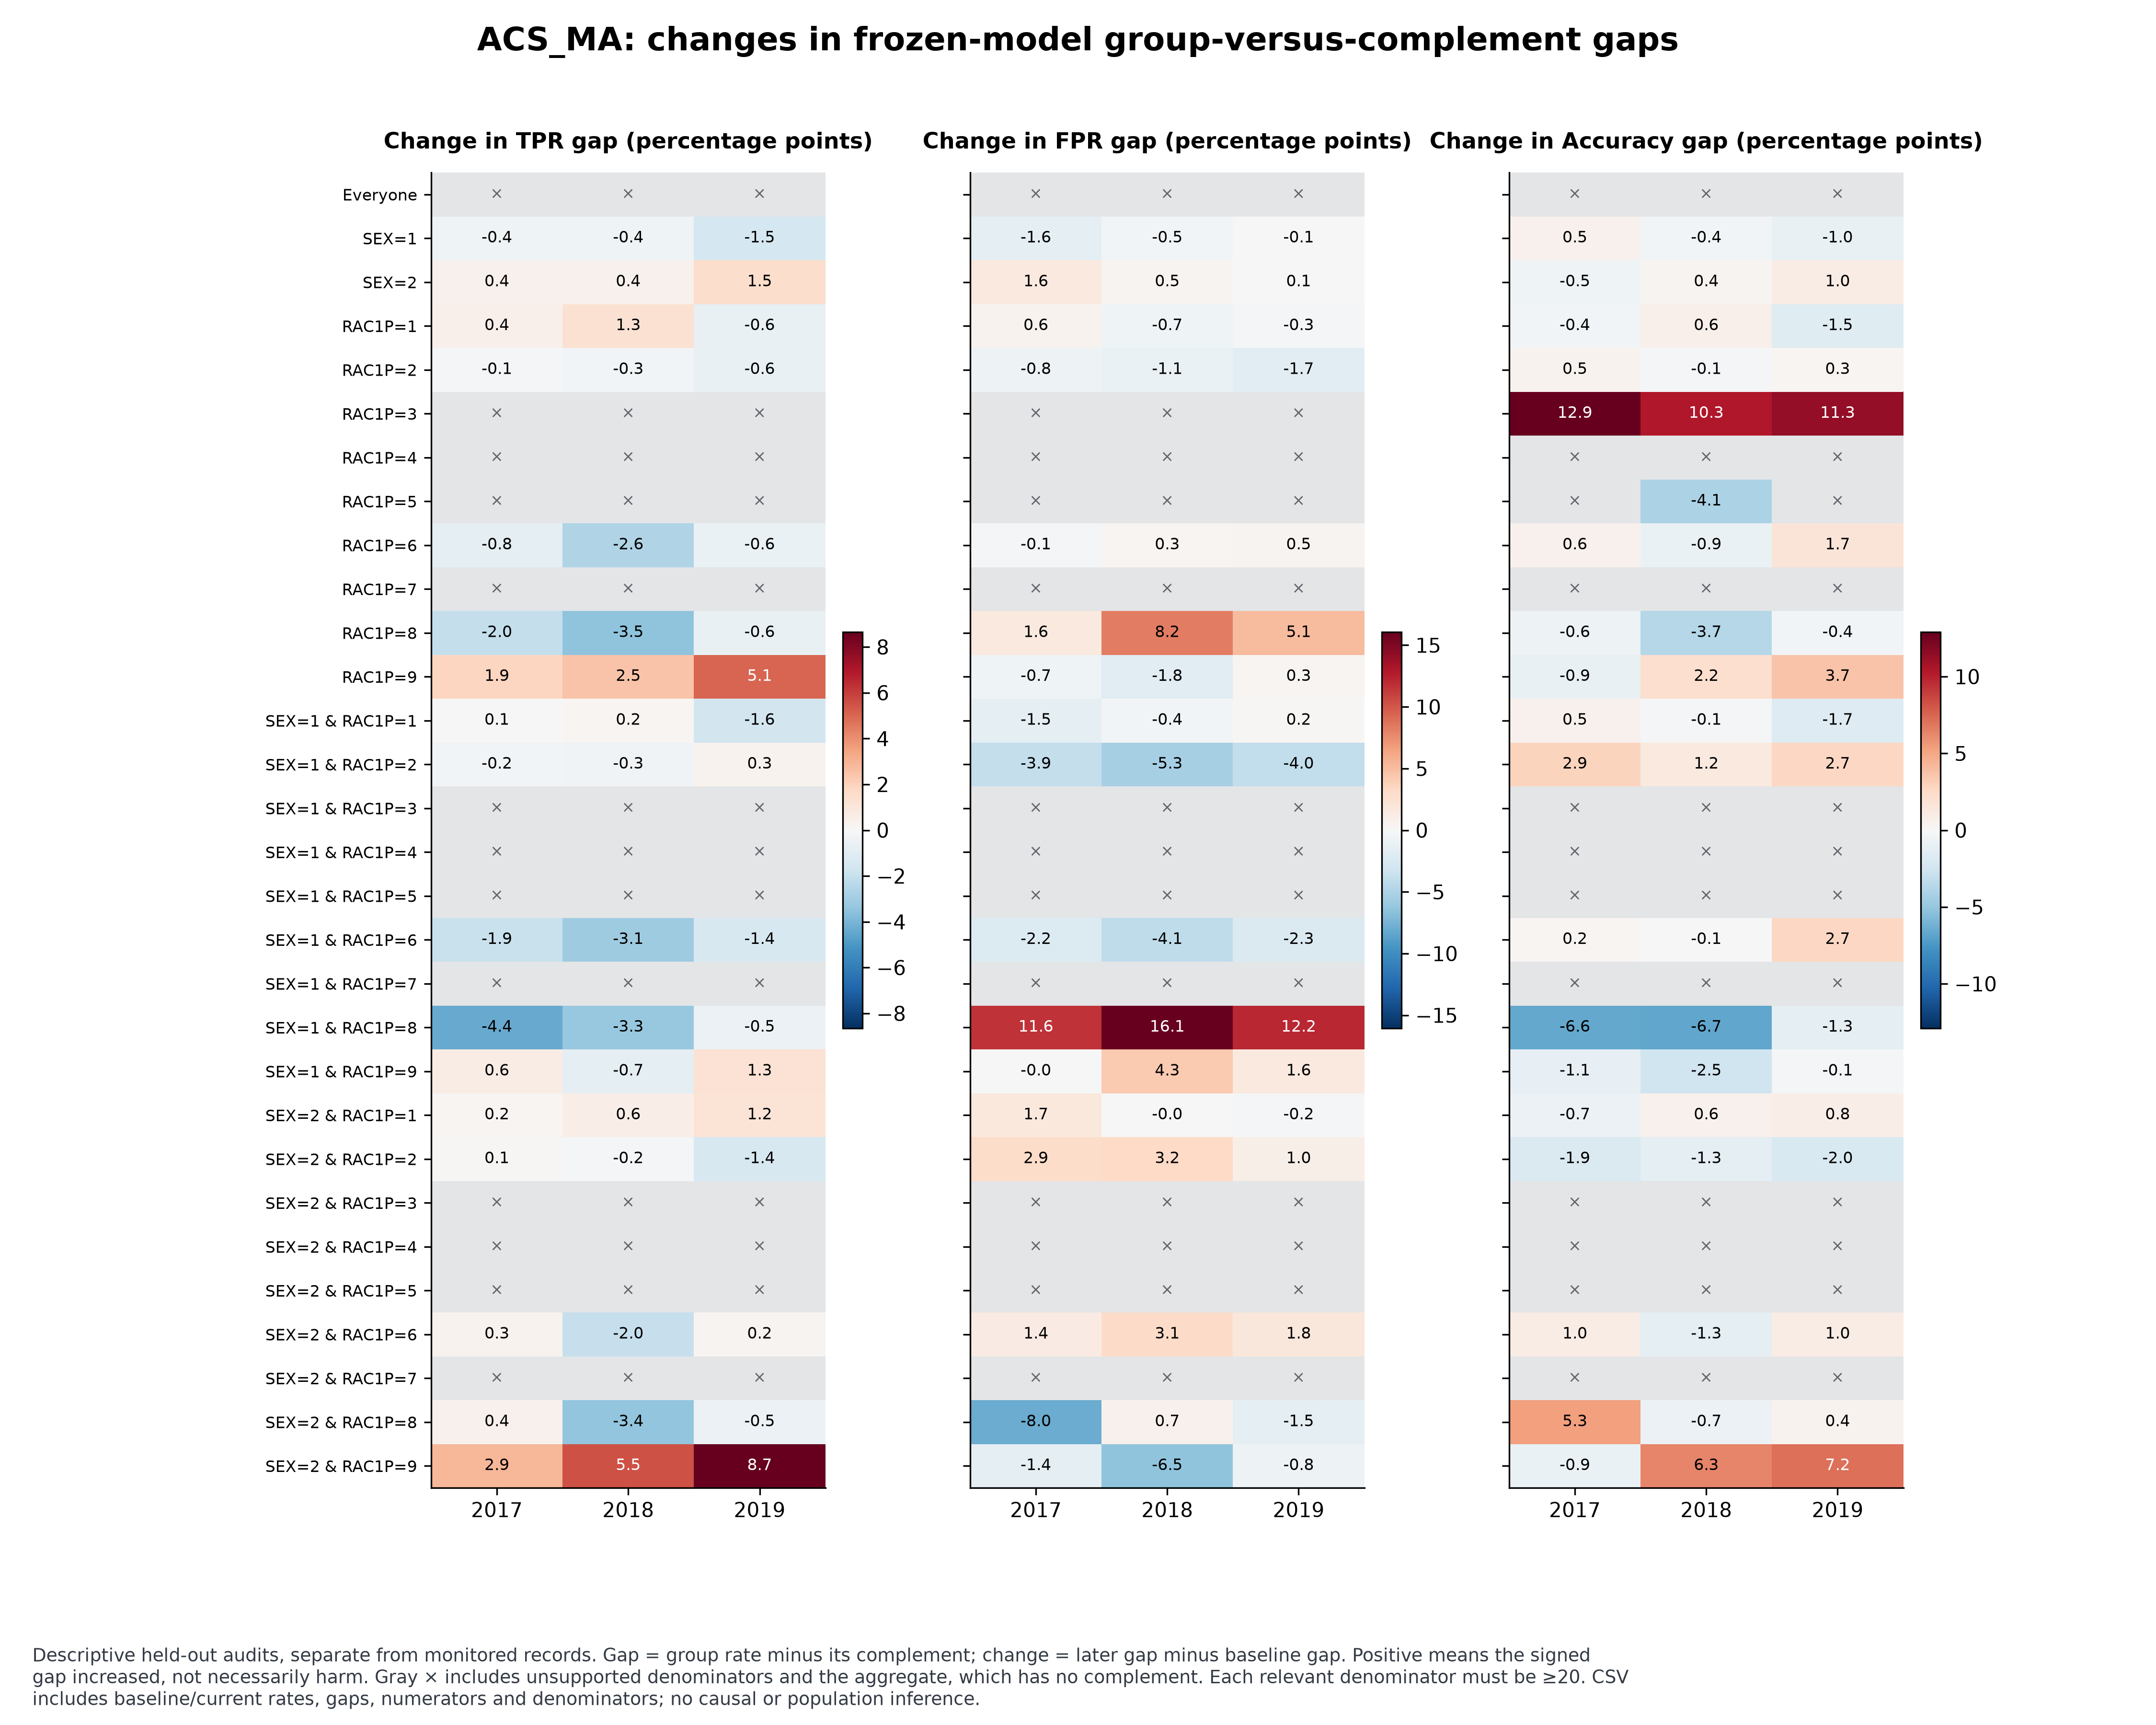 ACS_MA: changes in frozen-model group-versus-complement gaps
Change in TPR gap (percentage points) Change in FPR gap (percentage points) Change in Accuracy gap (percentage points)
Everyone × × × × × × × × ×
SEX=1 -0.4 -0.4 -1.5 -1.6 -0.5 -0.1 0.5 -0.4 -1.0
SEX=2 0.4 0.4 1.5 1.6 0.5 0.1 -0.5 0.4 1.0
RAC1P=1 0.4 1.3 -0.6 0.6 -0.7 -0.3 -0.4 0.6 -1.5
RAC1P=2 -0.1 -0.3 -0.6 -0.8 -1.1 -1.7 0.5 -0.1 0.3
RAC1P=3 × × × × × × 12.9 10.3 11.3
RAC1P=4 × × × × × × × × ×
RAC1P=5 × × × × × × × -4.1 ×
RAC1P=6 -0.8 -2.6 -0.6 -0.1 0.3 0.5 0.6 -0.9 1.7
RAC1P=7 × × × × × × × × ×
RAC1P=8 -2.0 -3.5 -0.6 1.6 8.2 5.1 -0.6 -3.7 -0.4
RAC1P=9 1.9 2.5 5.1 -0.7 -1.8 0.3 -0.9 2.2 3.7
SEX=1 & RAC1P=1 0.1 0.2 -1.6 -1.5 -0.4 0.2 0.5 -0.1 -1.7
SEX=1 & RAC1P=2 -0.2 -0.3 0.3 -3.9 -5.3 -4.0 2.9 1.2 2.7
SEX=1 & RAC1P=3 × × × × × × × × ×
SEX=1 & RAC1P=4 × × × × × × × × ×
SEX=1 & RAC1P=5 × × × × × × × × ×
SEX=1 & RAC1P=6 -1.9 -3.1 -1.4 -2.2 -4.1 -2.3 0.2 -0.1 2.7
SEX=1 & RAC1P=7 × × × × × × × × ×
SEX=1 & RAC1P=8 -4.4 -3.3 -0.5 11.6 16.1 12.2 -6.6 -6.7 -1.3
SEX=1 & RAC1P=9 0.6 -0.7 1.3 -0.0 4.3 1.6 -1.1 -2.5 -0.1
SEX=2 & RAC1P=1 0.2 0.6 1.2 1.7 -0.0 -0.2 -0.7 0.6 0.8
SEX=2 & RAC1P=2 0.1 -0.2 -1.4 2.9 3.2 1.0 -1.9 -1.3 -2.0
SEX=2 & RAC1P=3 × × × × × × × × ×
SEX=2 & RAC1P=4 × × × × × × × × ×
SEX=2 & RAC1P=5 × × × × × × × × ×
SEX=2 & RAC1P=6 0.3 -2.0 0.2 1.4 3.1 1.8 1.0 -1.3 1.0
SEX=2 & RAC1P=7 × × × × × × × × ×
SEX=2 & RAC1P=8 0.4 -3.4 -0.5 -8.0 0.7 -1.5 5.3 -0.7 0.4
SEX=2 & RAC1P=9 2.9 5.5 8.7 -1.4 -6.5 -0.8 -0.9 6.3 7.2
2017 2018 2019 2017 2018 2019 2017 2018 2019
8
6
4
2
0
−2
−4
−6
−8
15
10
5
0
−5
−10
−15
10
5
0
−5
−10
Descriptive held-out audits, separate from monitored records. Gap = group rate minus its complement; change = later gap minus baseline gap. Positive means the signed
gap increased, not necessarily harm. Gray × includes unsupported denominators and the aggregate, which has no complement. Each relevant denominator must be ≥20. CSV
includes baseline/current rates, gaps, numerators and denominators; no causal or population inference.